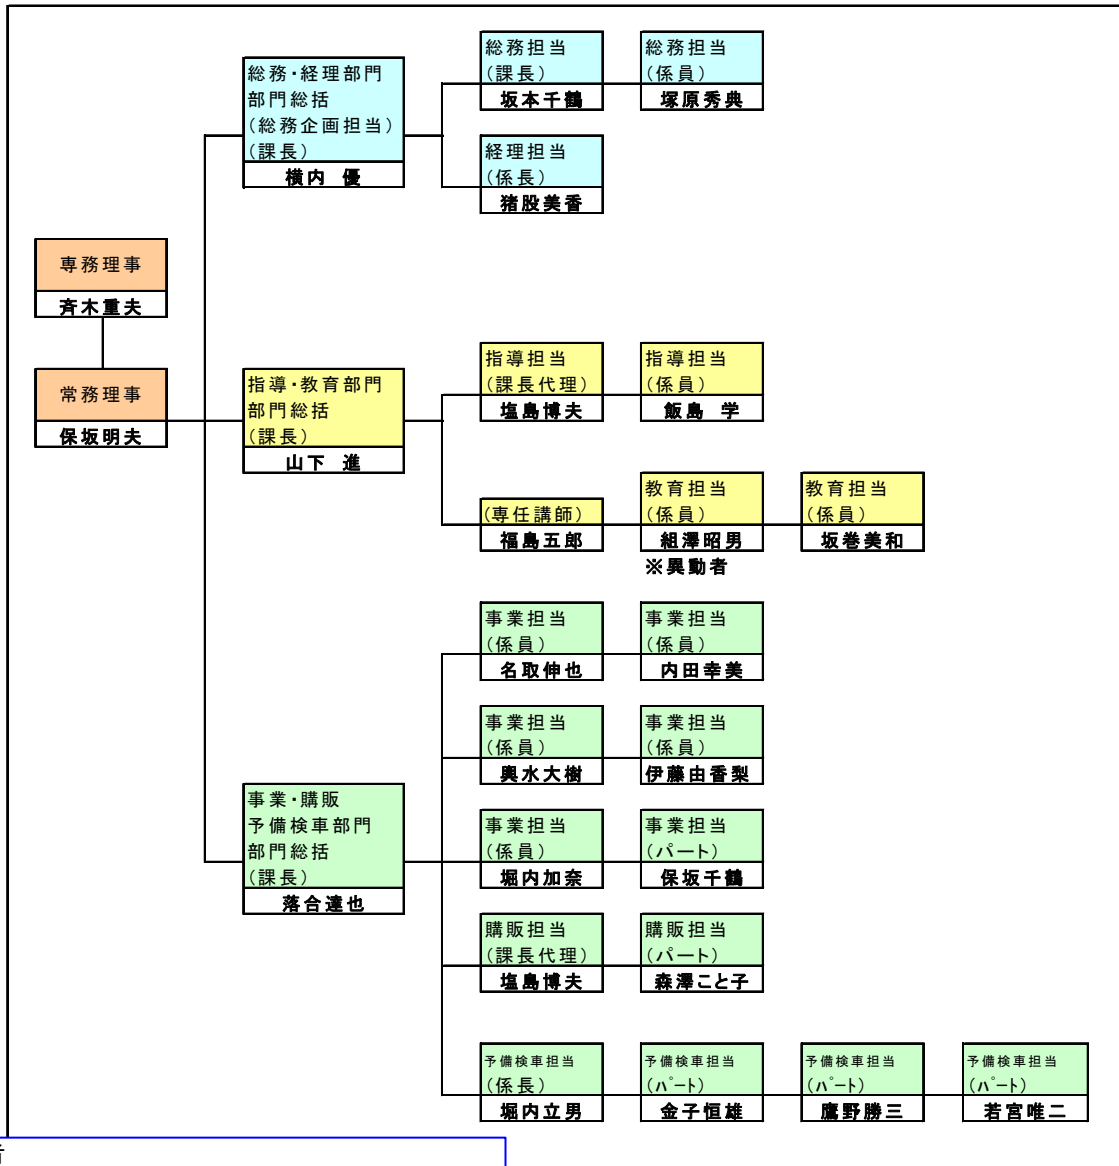 総務・経理部門
部門総括
(総務企画担当)
(課長)
横内 優
総務担当
(課長)
坂本千鶴
総務担当
(係員)
塚原秀典
経理担当
(係長)
猪股美香
専務理事
斉木重夫
常務理事
保坂明夫
指導・教育部門
部門総括
(課長)
山下 進
指導担当
(課長代理)
塩島博夫
指導担当
(係員)
飯島 学
(専任講師)
福島五郎
教育担当
(係員)
組澤昭男
※異動者
教育担当
(係員)
坂巻美和
事業・購販
予備検車部門
部門総括
(課長)
落合達也
事業担当
(係員)
名取伸也
事業担当
(係員)
内田幸美
事業担当
(係員)
輿水大樹
事業担当
(係員)
伊藤由香梨
事業担当
(係員)
堀内加奈
事業担当
(パート)
保坂千鶴
購販担当
(課長代理)
塩島博夫
購販担当
(パート)
森澤こと子
予備検車担当
(係長)
堀内立男
予備検車担当
(パート)
金子恒雄
予備検車担当
(パート)
鷹野勝三
予備検車担当
(パート)
若宮唯二